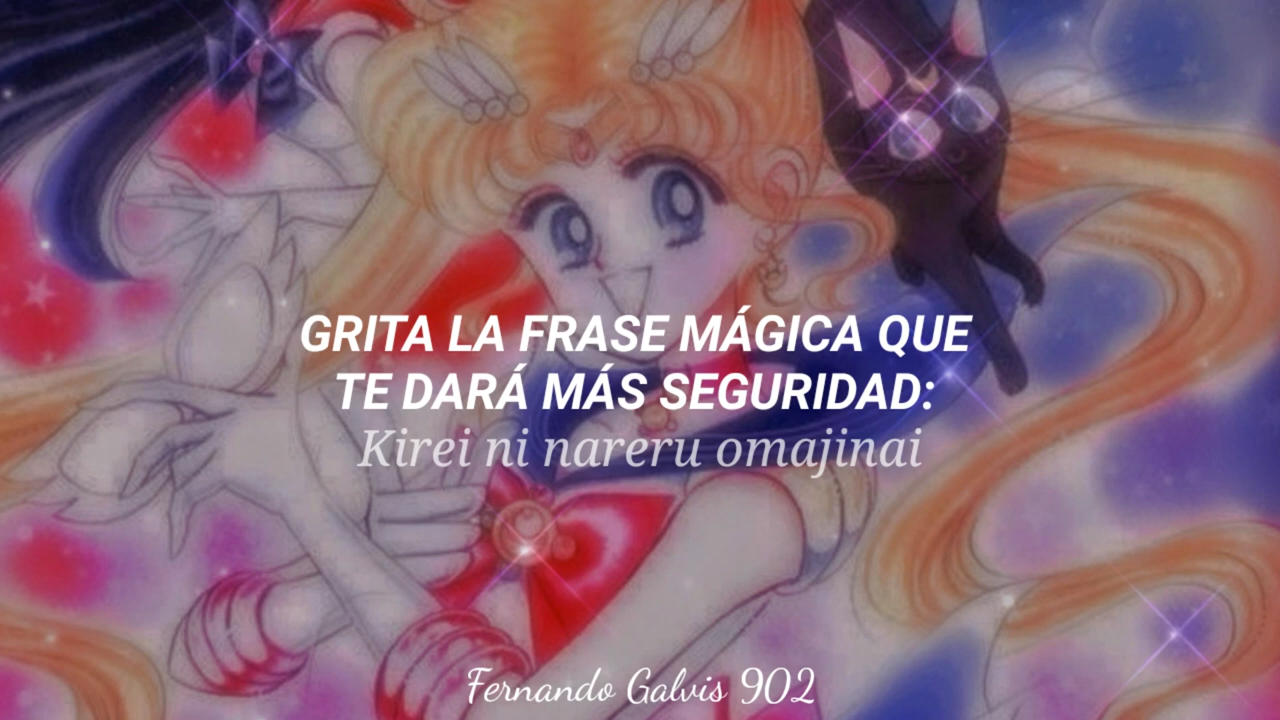 GRITA LA FRASE MÁGICA QUE
TE DARÁ MÁS SEGURIDAD:
Kirei ni nareru omajinai
Fernando Galvis 902